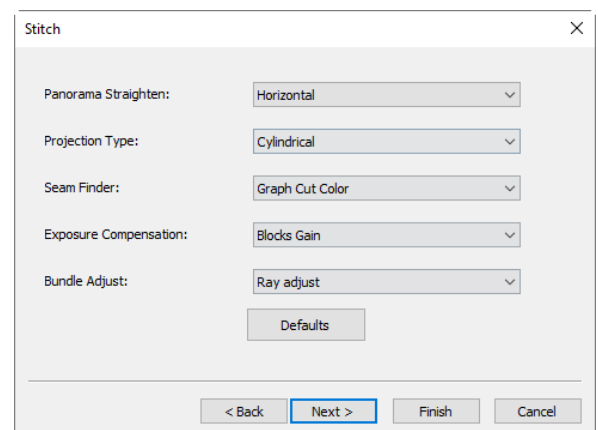 Stitch
Panorama Straighten: Horizontal
Projection Type: Cylindrical
Seam Finder: Graph Cut Color
Exposure Compensation: Blocks Gain
Bundle Adjust: Ray adjust
Defaults
< Back Next > Finish Cancel